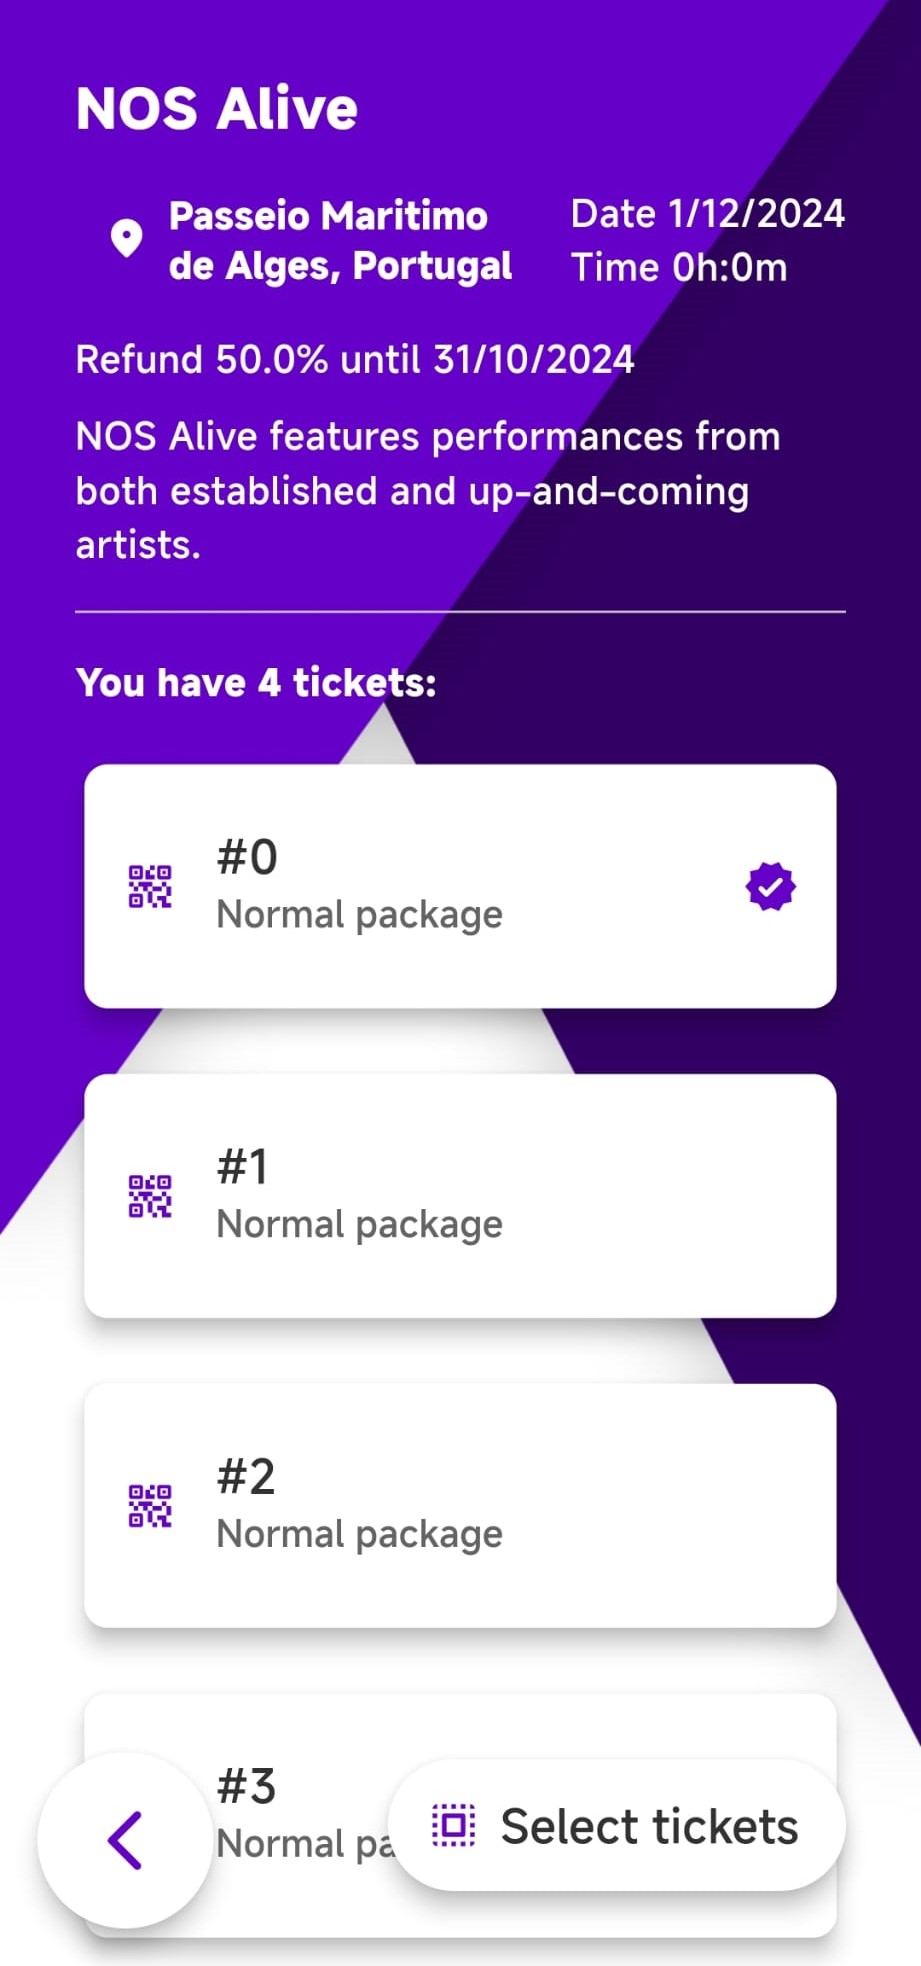 NOS Alive
Passeio Maritimo
de Alges, Portugal
Date 1/12/2024
Time 0h:0m
Refund 50.0% until 31/10/2024
NOS Alive features performances from
both established and up-and-coming
artists.
You have 4 tickets:
#0
Normal package
#1
Normal package
#2
Normal package
#3
Normal pa
Select tickets